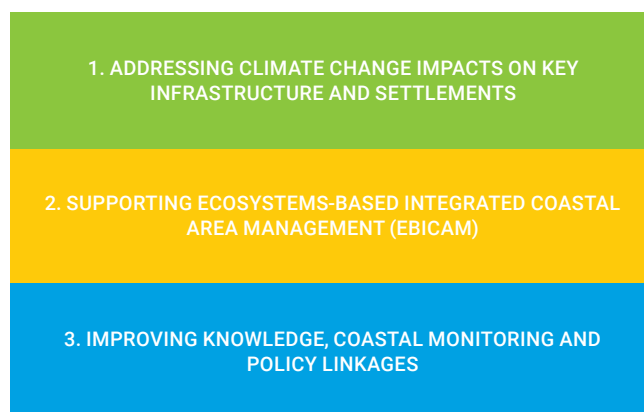 1. ADDRESSING CLIMATE CHANGE IMPACTS ON KEY
INFRASTRUCTURE AND SETTLEMENTS
2. SUPPORTING ECOSYSTEMS-BASED INTEGRATED COASTAL
AREA MANAGEMENT (EBICAM)
3. IMPROVING KNOWLEDGE, COASTAL MONITORING AND
POLICY LINKAGES